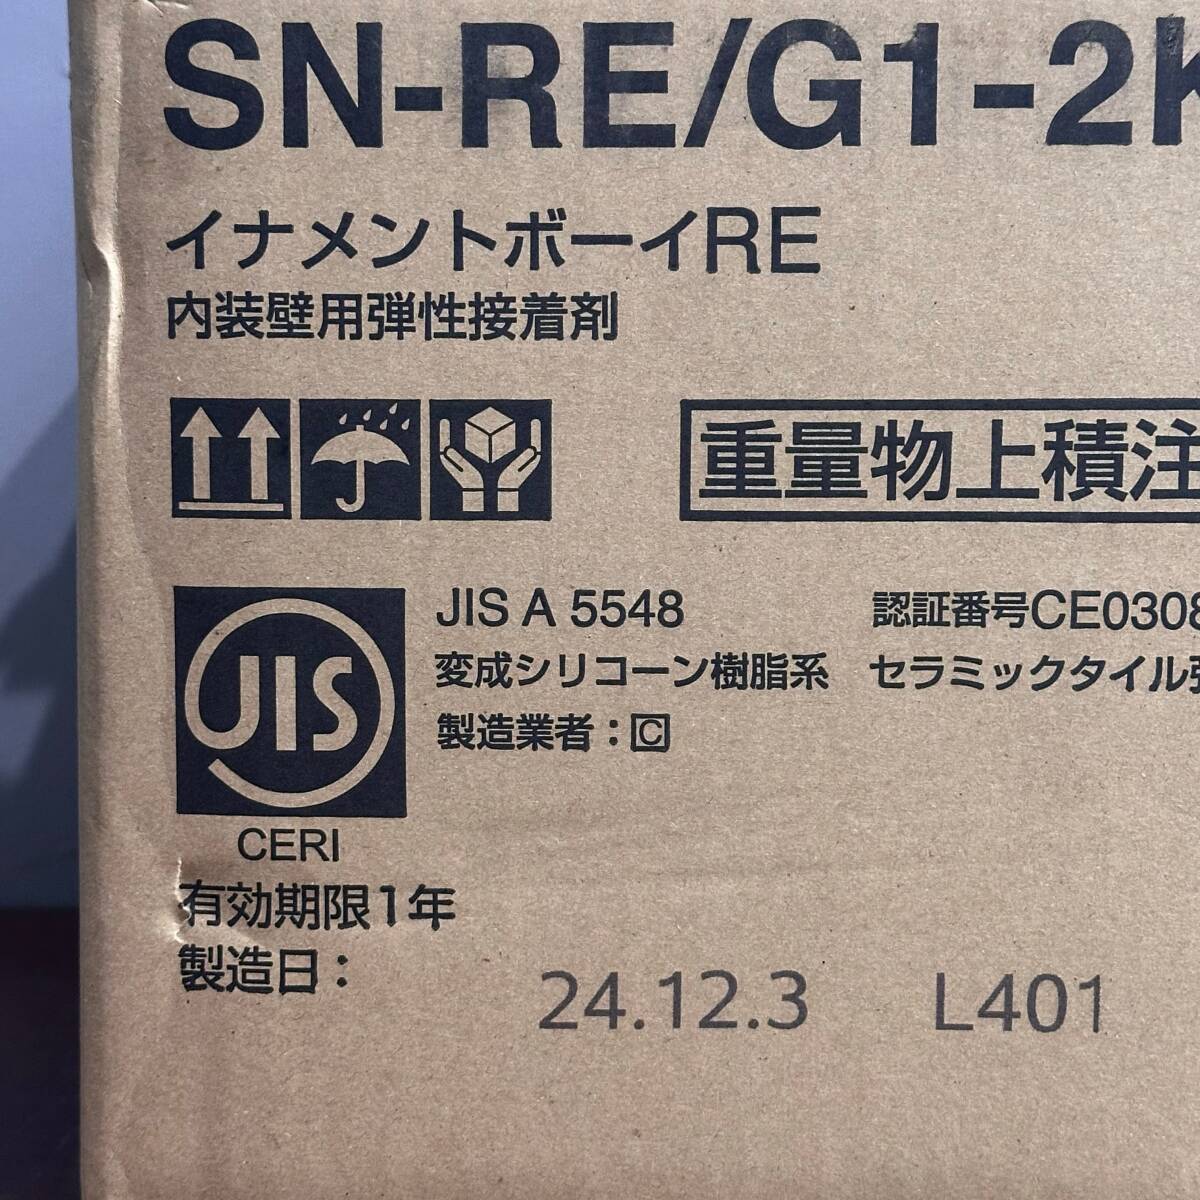 SN-RE/G1-2K
イナメントボーイRE
内装壁用弾性接着剤
重量物上積注
JIS
JIS A 5548 認証番号CE0308
変成シリコーン樹脂系 セラミックタイル
製造業者：C
CERI
有効期限1年
製造日：
24.12.3 L401